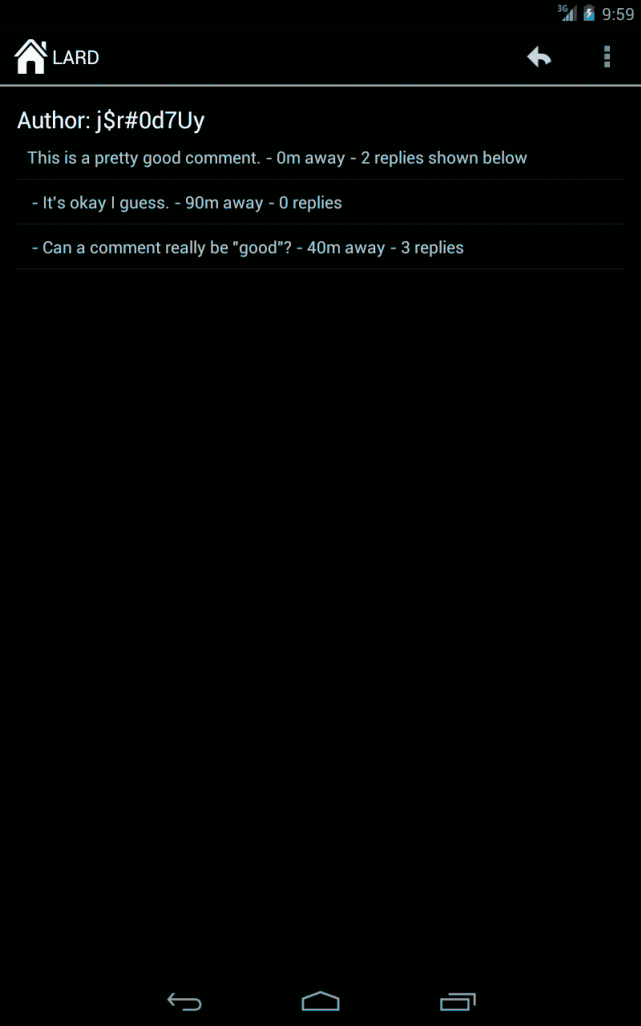 3G 9:59
LARD
Author: j$r#0d7Uy
This is a pretty good comment. - 0m away - 2 replies shown below
- It's okay I guess. - 90m away - 0 replies
- Can a comment really be "good"? - 40m away - 3 replies